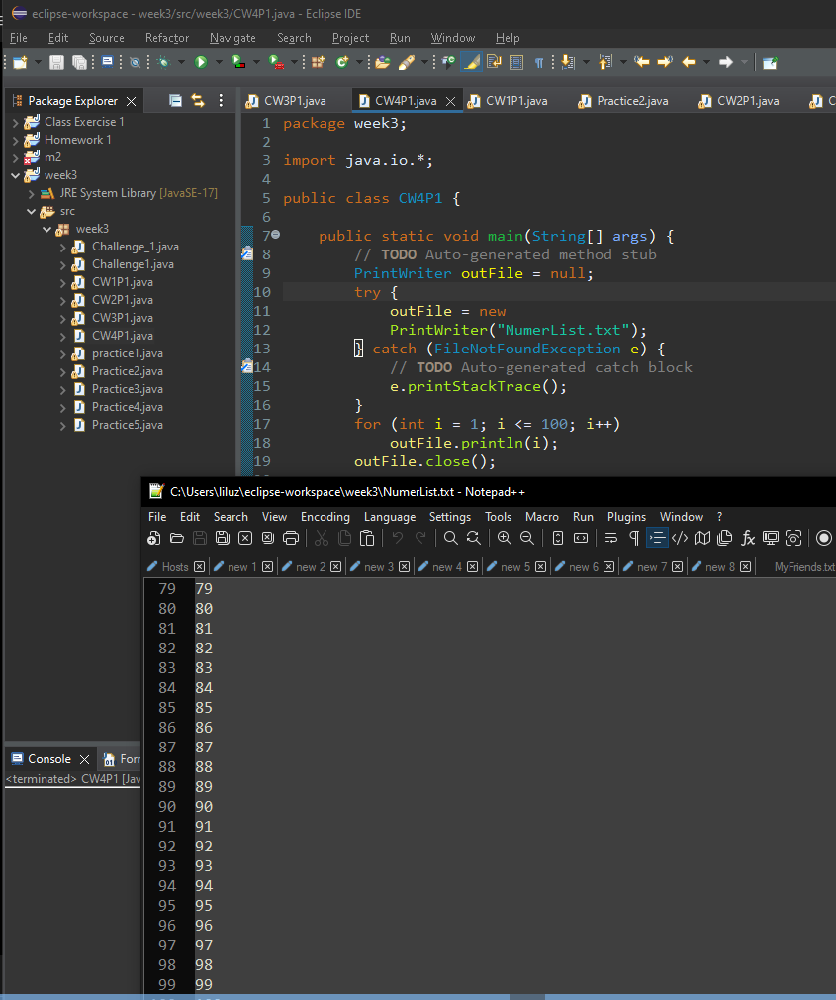 eclipse-workspace - week3/src/week3/CW4P1.java - Eclipse IDE
File Edit Source Refactor Navigate Search Project Run Window Help
Package Explorer
Class Exercise 1
Homework 1
m2
week3
JRE System Library [JavaSE-17]
src
week3
Challenge_1.java
Challenge1.java
CW1P1.java
CW2P1.java
CW3P1.java
CW4P1.java
practice1.java
Practice2.java
Practice3.java
Practice4.java
Practice5.java
CW3P1.java CW4P1.java CW1P1.java Practice2.java CW2P1.java C
1 package week3;
2
3 import java.io.*;
4
5 public class CW4P1 {
6
7 public static void main(String[] args) {
8 // TODO Auto-generated method stub
9 PrintWriter outFile = null;
10 try {
11 outFile = new
12 PrintWriter("NumerList.txt");
13 } catch (FileNotFoundException e) {
14 // TODO Auto-generated catch block
15 e.printStackTrace();
16 }
17 for (int i = 1; i <= 100; i++)
18 outFile.println(i);
19 outFile.close();
Console Forr
<terminated> CW4P1 [Jav
C:\Users\liluz\eclipse-workspace\week3\NumerList.txt - Notepad++
File Edit Search View Encoding Language Settings Tools Macro Run Plugins Window ?
Hosts new 1 new 2 new 3 new 4 new 5 new 6 new 7 new 8 MyFriends.txt
79 79
80 80
81 81
82 82
83 83
84 84
85 85
86 86
87 87
88 88
89 89
90 90
91 91
92 92
93 93
94 94
95 95
96 96
97 97
98 98
99 99